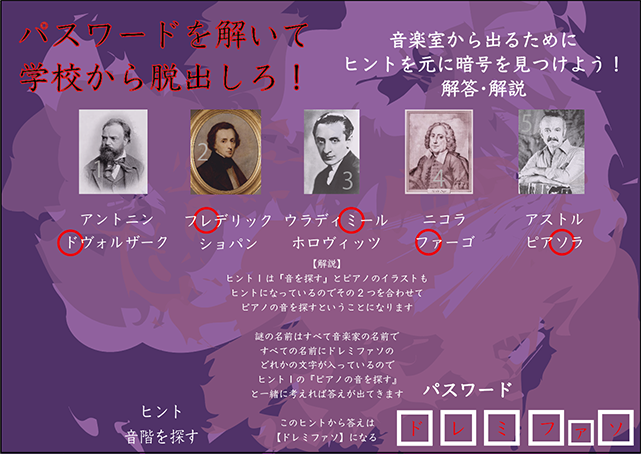 パスワードを解いて
学校から脱出しろ！
音楽室から出るために
ヒントを元に暗号を見つけよう！
解答・解説
2
3
4
5
アントニン
ドヴォルザーク
フレデリック
ショパン
ウラディミール
ホロヴィッツ
ニコラ
ファーゴ
アストル
ピアソラ
【解説】
ヒント1は『音を探す』とピアノのイラストも
ヒントになっているのでその2つを合わせて
ピアノの音を探すということになります
謎の名前はすべて音楽家の名前で
すべての名前にドレミファソの
どれかの文字が入っているので
ヒント1の『ピアノの音を探す』
と一緒に考えれば答えが出てきます
ヒント
音階を探す
このヒントから答えは
【ドレミファソ】になる
パスワード
ドレミファソ